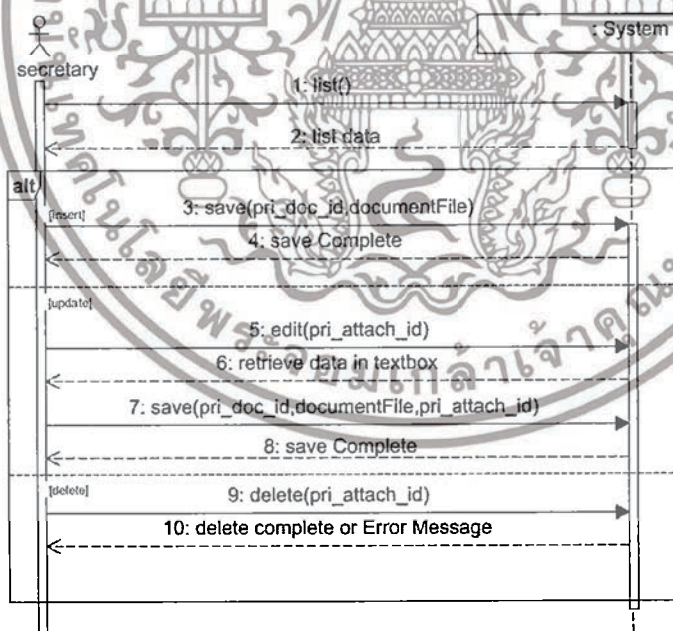 : System
secretary
1: list()
2: list data
alt
[insert]
3: save(pri_doc_id,documentFile)
4: save Complete
[update]
5: edit(pri_attach_id)
6: retrieve data in textbox
7: save(pri_doc_id,documentFile,pri_attach_id)
8: save Complete
[delete]
9: delete(pri_attach_id)
10: delete complete or Error Message